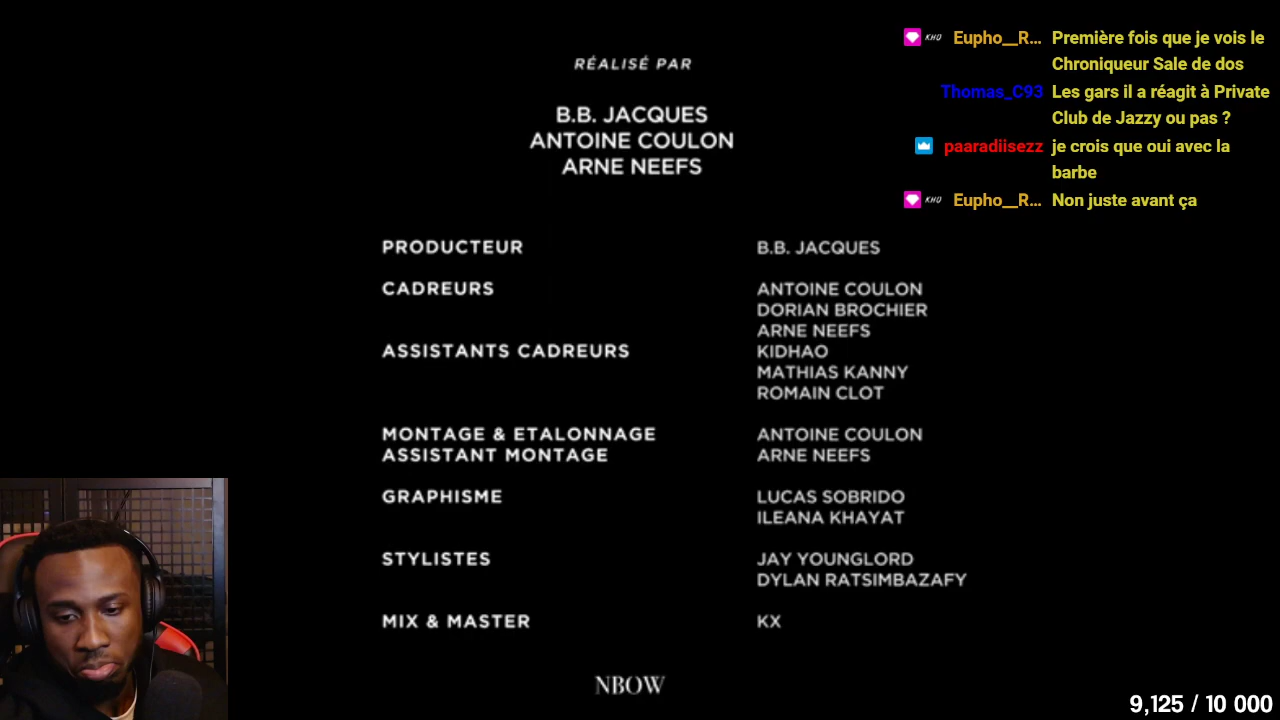 RÉALISÉ PAR
B.B. JACQUES
ANTOINE COULON
ARNE NEEFS
PRODUCTEUR B.B. JACQUES
CADREURS ANTOINE COULON
DORIAN BROCHIER
ARNE NEEFS
ASSISTANTS CADREURS KIDHAO
MATHIAS KANNY
ROMAIN CLOT
MONTAGE & ETALONNAGE ANTOINE COULON
ASSISTANT MONTAGE ARNE NEEFS
GRAPHISME LUCAS SOBRIDO
ILEANA KHAYAT
STYLISTES JAY YOUNGLORD
DYLAN RATSIMBAZAFY
MIX & MASTER KX
NBOW
KHO Eupho__R... Première fois que je vois le
Chroniqueur Sale de dos
Thomas_C93 Les gars il a réagit à Private
Club de Jazzy ou pas ?
paaradiisezz je crois que oui avec la
barbe
KHO Eupho__R... Non juste avant ça
9,125 / 10 000